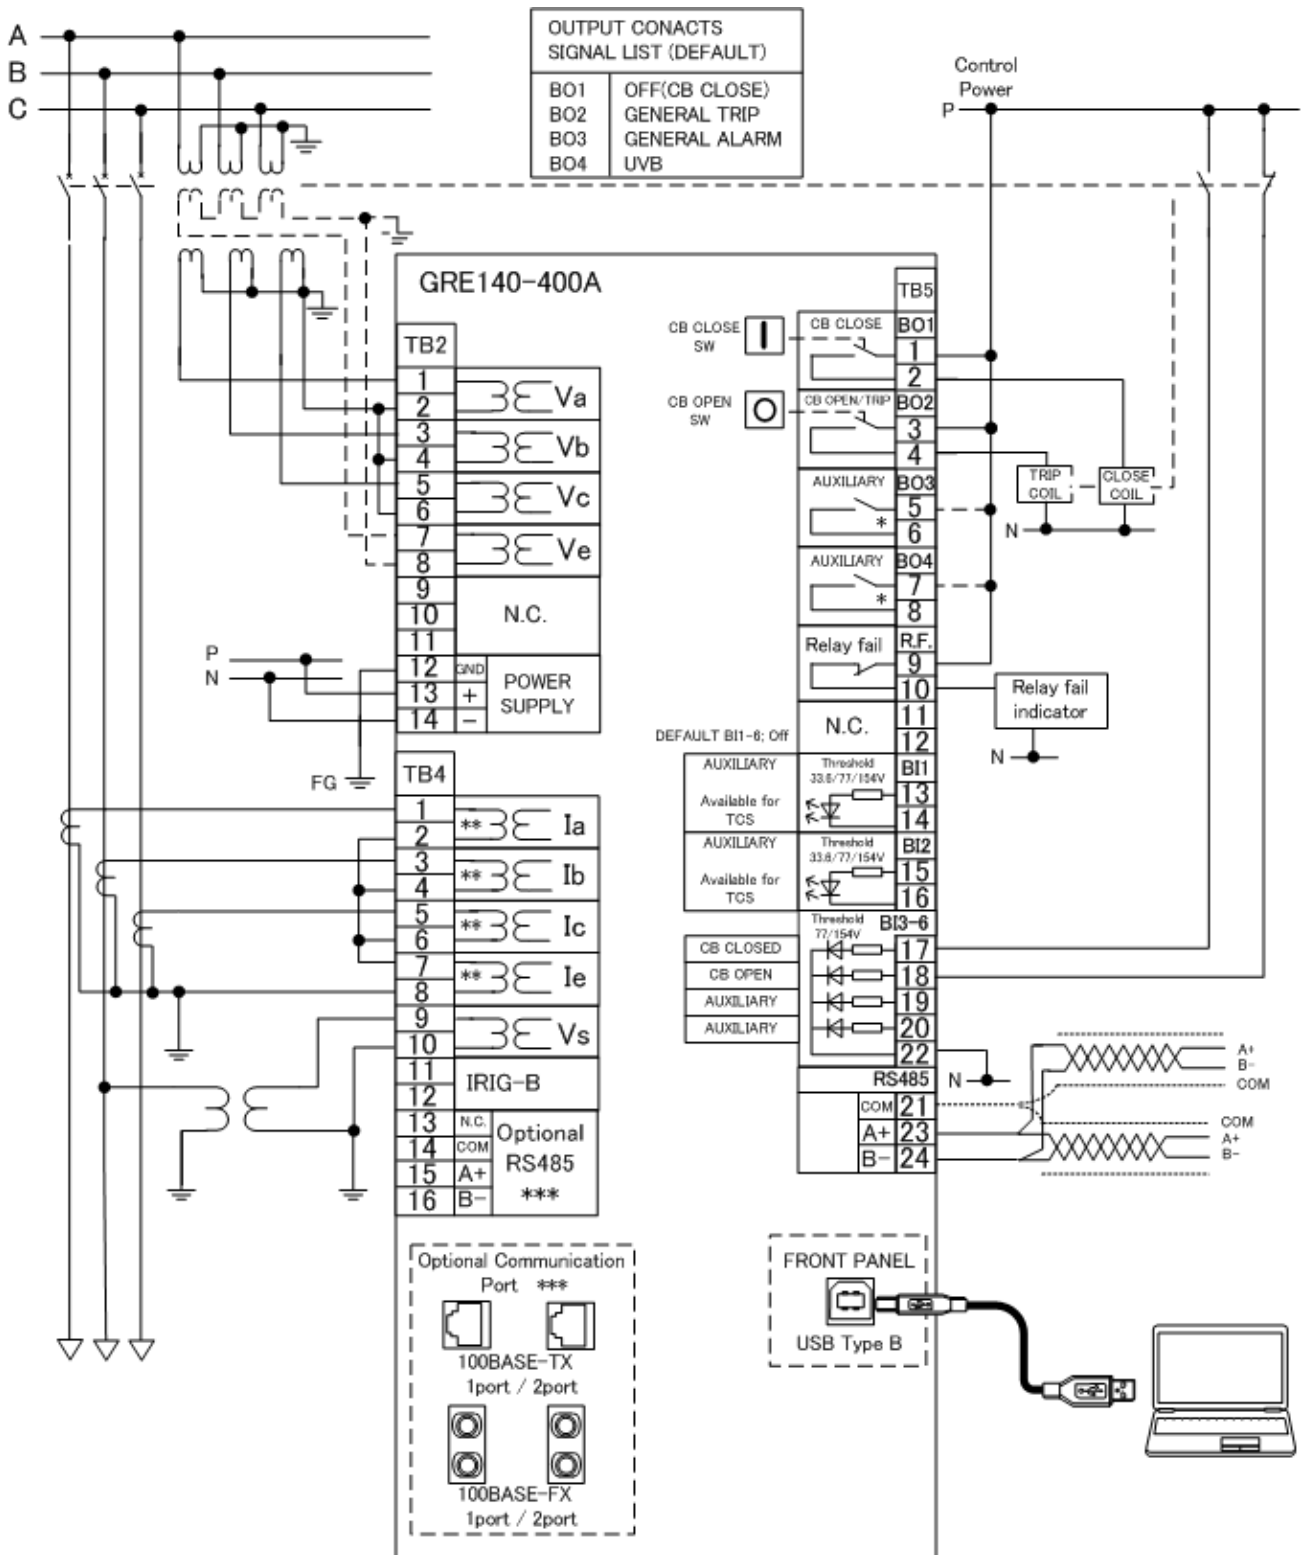 A
B
C
OUTPUT CONACTS
SIGNAL LIST (DEFAULT)
BO1 OFF(CB CLOSE)
BO2 GENERAL TRIP
BO3 GENERAL ALARM
BO4 UVB
Control
Power
P
GRE140-400A
TB2
1
2
Va
3
4
Vb
5
6
Vc
7
8
Ve
9
10
11
N.C.
P
N
12 GND
13 +
14 -
POWER
SUPPLY
FG
TB4
1
2
** Ia
3
4
** Ib
5
6
** Ic
7
8
** Ie
9
10
Vs
11
12
IRIG-B
13 N.C.
14 COM
15 A+
16 B-
Optional
RS485
***
Optional Communication
Port ***
100BASE-TX
1port / 2port
100BASE-FX
1port / 2port
TB5
CB CLOSE
SW
CB CLOSE BO1
1
2
CB OPEN
SW
CB OPEN/TRIP BO2
3
4
AUXILIARY BO3
5
* 6
AUXILIARY BO4
7
* 8
Relay fail R.F.
9
10
TRIP
COIL
CLOSE
COIL
N
Relay fail
indicator
N
N.C.
11
12
DEFAULT BI1-6; Off
AUXILIARY
Available for
TCS
Threshold
33.6/77/154V
BI1
13
14
AUXILIARY
Available for
TCS
Threshold
33.6/77/154V
BI2
15
16
Threshold
77/154V
BI3-6
CB CLOSED 17
CB OPEN 18
AUXILIARY 19
AUXILIARY 20
22
N
RS485
COM 21
A+ 23
B- 24
A+
B-
COM
COM
A+
B-
FRONT PANEL
USB Type B